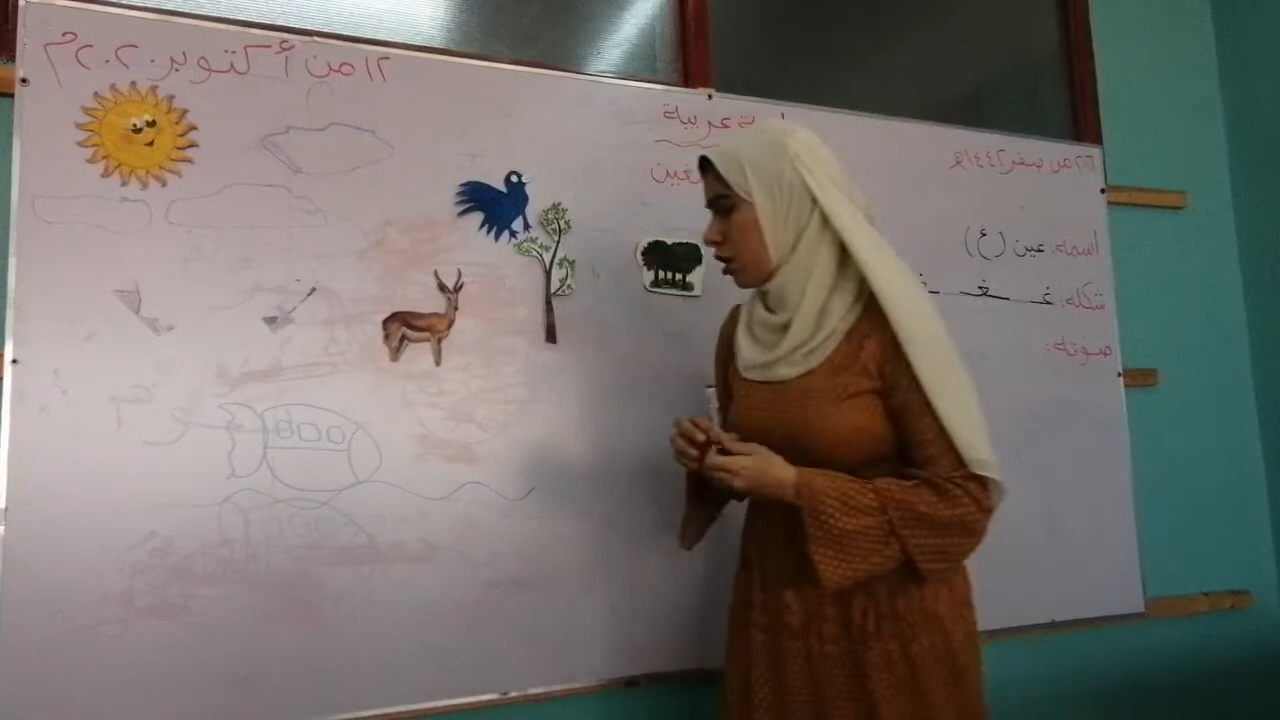 ١٢ من أكتوبر ٢٠٢٠م
عربية
٢٦ من صفر ١٤٤٢هـ
اسمه: عين (ع)
شكله: غـ ـغـ
صوته: